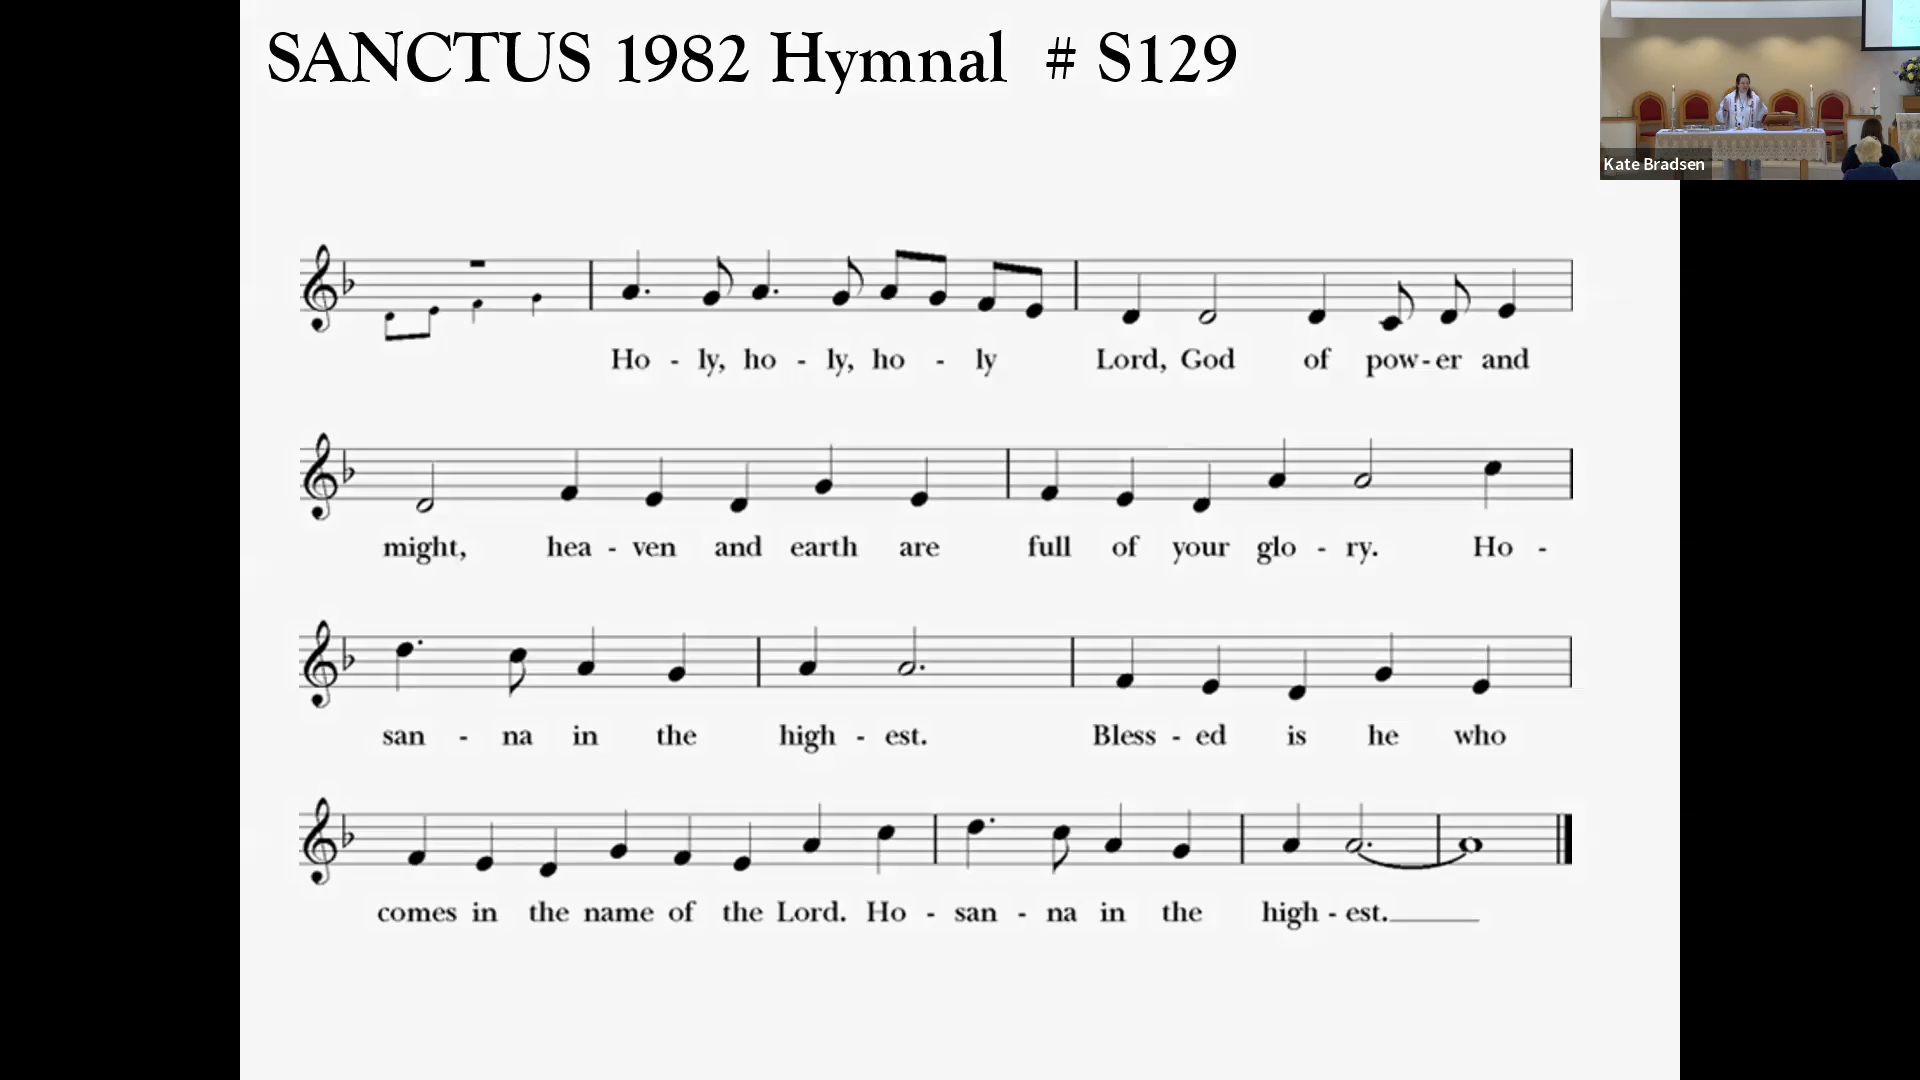 SANCTUS 1982 Hymnal # S129
Kate Bradsen
Ho - ly, ho - ly, ho - ly Lord, God of pow - er and
might, hea - ven and earth are full of your glo - ry. Ho -
san - na in the high - est. Bless - ed is he who
comes in the name of the Lord. Ho - san - na in the high - est.